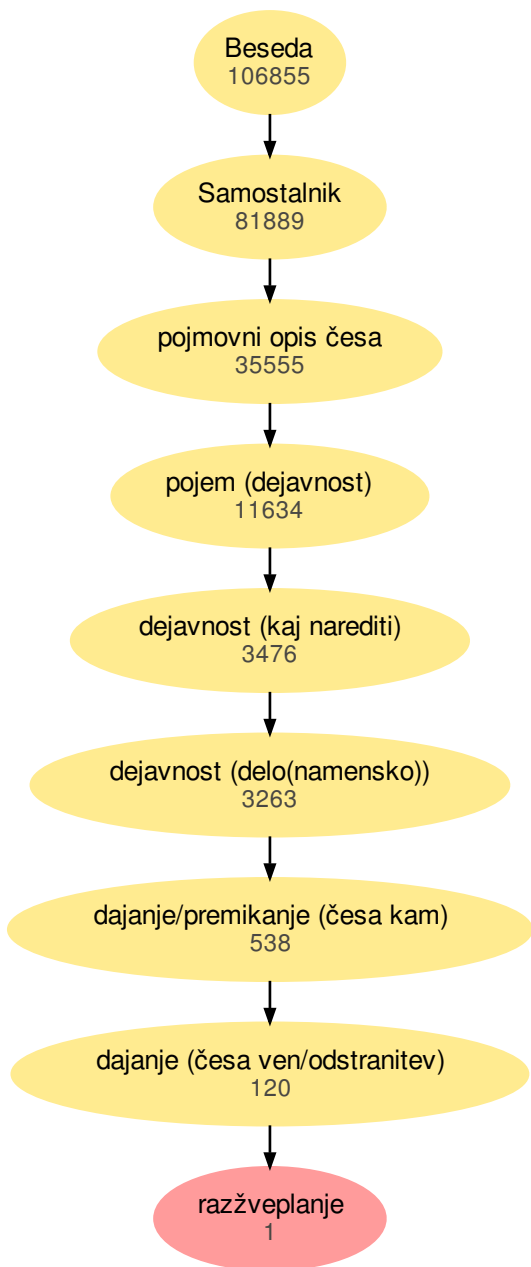 Beseda
106855
Samostalnik
81889
pojmovni opis česa
35555
pojem (dejavnost)
11634
dejavnost (kaj narediti)
3476
dejavnost (delo(namensko))
3263
dajanje/premikanje (česa kam)
538
dajanje (česa ven/odstranitev)
120
razžveplanje
1